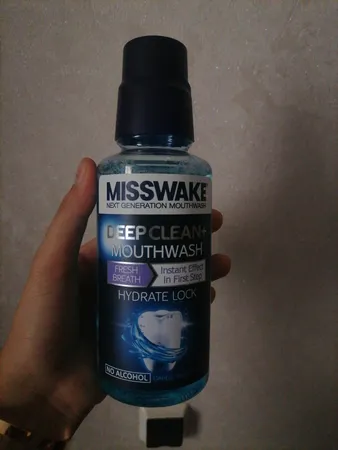 MISSWAKE
NEXT GENERATION MOUTHWASH
DEEP CLEAN+
MOUTHWASH
FRESH BREATH
Instant Effect
In First Step
HYDRATE LOCK
NO ALCOHOL